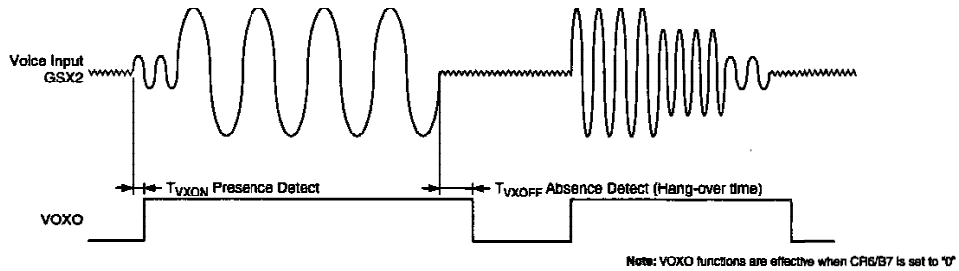 Voice Input
GSX2
TVXON Presence Detect
TVXOFF Absence Detect (Hang-over time)
VOXO
Note: VOXO functions are effective when CR6/B7 is set to "0"